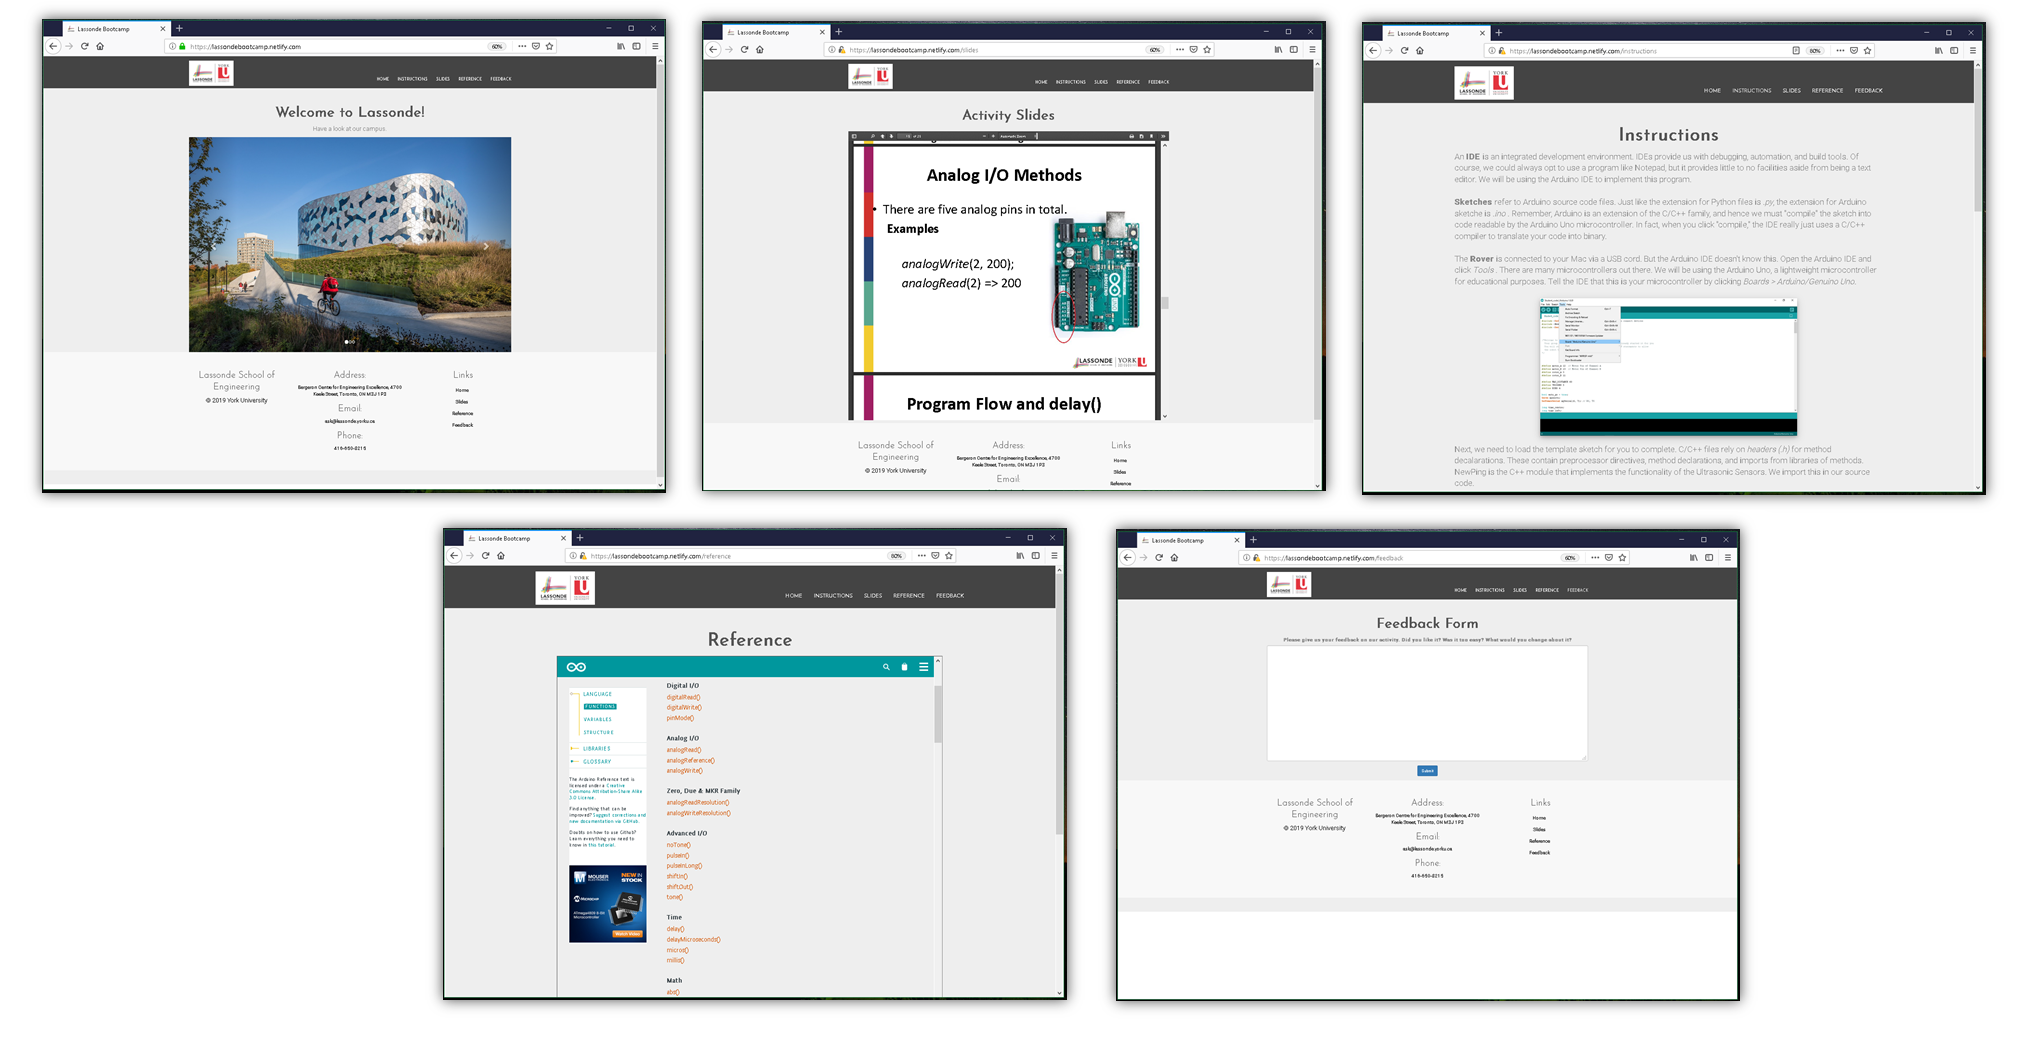 Lassonde Bootcamp
https://lassondebootcamp.netlify.com
60%
LASSONDE
HOME INSTRUCTIONS SLIDES REFERENCE FEEDBACK
Welcome to Lassonde!
Have a look at our campus
Lassonde School of
Engineering
© 2019 York University
Address:
Bergeron Centre for Engineering Excellence, 4700
Keele Street, Toronto, ON M3J 1P3
Email:
ask@lassonde.yorku.ca
Phone:
416-650-8215
Links
Home
Slides
Reference
Feedback
Lassonde Bootcamp
https://lassondebootcamp.netlify.com/slides
60%
LASSONDE
HOME INSTRUCTIONS SLIDES REFERENCE FEEDBACK
Activity Slides
Automatic Zoom
Analog I/O Methods
• There are five analog pins in total.
Examples
analogWrite(2, 200);
analogRead(2) => 200
LASSONDE YORK U
Program Flow and delay()
Lassonde School of
Engineering
© 2019 York University
Address:
Bergeron Centre for Engineering Excellence, 4700
Keele Street, Toronto, ON M3J 1P3
Email:
Links
Home
Slides
Reference
Lassonde Bootcamp
https://lassondebootcamp.netlify.com/instructions
80%
LASSONDE YORK U
HOME INSTRUCTIONS SLIDES REFERENCE FEEDBACK
Instructions
An IDE is an integrated development environment. IDEs provide us with debugging, automation, and build tools. Of
course, we could always opt to use a program like Notepad, but it provides little to no facilities aside from being a text
editor. We will be using the Arduino IDE to implement this program.
Sketches refer to Arduino source code files. Just like the extension for Python files is .py, the extension for Arduino
sketche is .ino . Remember, Arduino is an extension of the C/C++ family, and hence we must "compile" the sketch into
code readable by the Arduino Uno microcontroller. In fact, when you click "compile," the IDE really just uses a C/C++
compiler to translate your code into binary.
The Rover is connected to your Mac via a USB cord. But the Arduino IDE doesn't know this. Open the Arduino IDE and
click Tools . There are many microcontrollers out there. We will be using the Arduino Uno, a lightweight microcontroller
for educational purposes. Tell the IDE that this is your microcontroller by clicking Boards > Arduino/Genuino Uno.
Next, we need to load the template sketch for you to complete. C/C++ files rely on headers (.h) for method
decalarations. These contain preprocessor directives, method declarations, and imports from libraries of methods.
NewPing is the C++ module that implements the functionality of the Ultrasonic Sensors. We import this in our source
code.
Lassonde Bootcamp
https://lassondebootcamp.netlify.com/reference
80%
LASSONDE YORK U
HOME INSTRUCTIONS SLIDES REFERENCE FEEDBACK
Reference
LANGUAGE
FUNCTIONS
VARIABLES
STRUCTURE
LIBRARIES
GLOSSARY
The Arduino Reference text is
licensed under a Creative
Commons Attribution-Share Alike
3.0 License.
Find anything that can be
improved? Suggest corrections and
new documentation via GitHub.
Doubts on how to use Github?
Learn everything you need to
know in this tutorial.
MOUSER ELECTRONICS
NEW IN
STOCK
MICROCHIP
Microcontroller
Watch Video
Digital I/O
digitalRead()
digitalWrite()
pinMode()
Analog I/O
analogRead()
analogReference()
analogWrite()
Zero, Due & MKR Family
analogReadResolution()
analogWriteResolution()
Advanced I/O
noTone()
pulseIn()
pulseInLong()
shiftIn()
shiftOut()
tone()
Time
delay()
delayMicroseconds()
micros()
millis()
Math
abs()
Lassonde Bootcamp
https://lassondebootcamp.netlify.com/feedback
60%
LASSONDE
HOME INSTRUCTIONS SLIDES REFERENCE FEEDBACK
Feedback Form
Please give us your feedback on our activity. Did you like it? Was it too easy? What would you change about it?
Submit
Lassonde School of
Engineering
© 2019 York University
Address:
Bergeron Centre for Engineering Excellence, 4700
Keele Street, Toronto, ON M3J 1P3
Email:
ask@lassonde.yorku.ca
Phone:
416-650-8215
Links
Home
Slides
Reference
Feedback